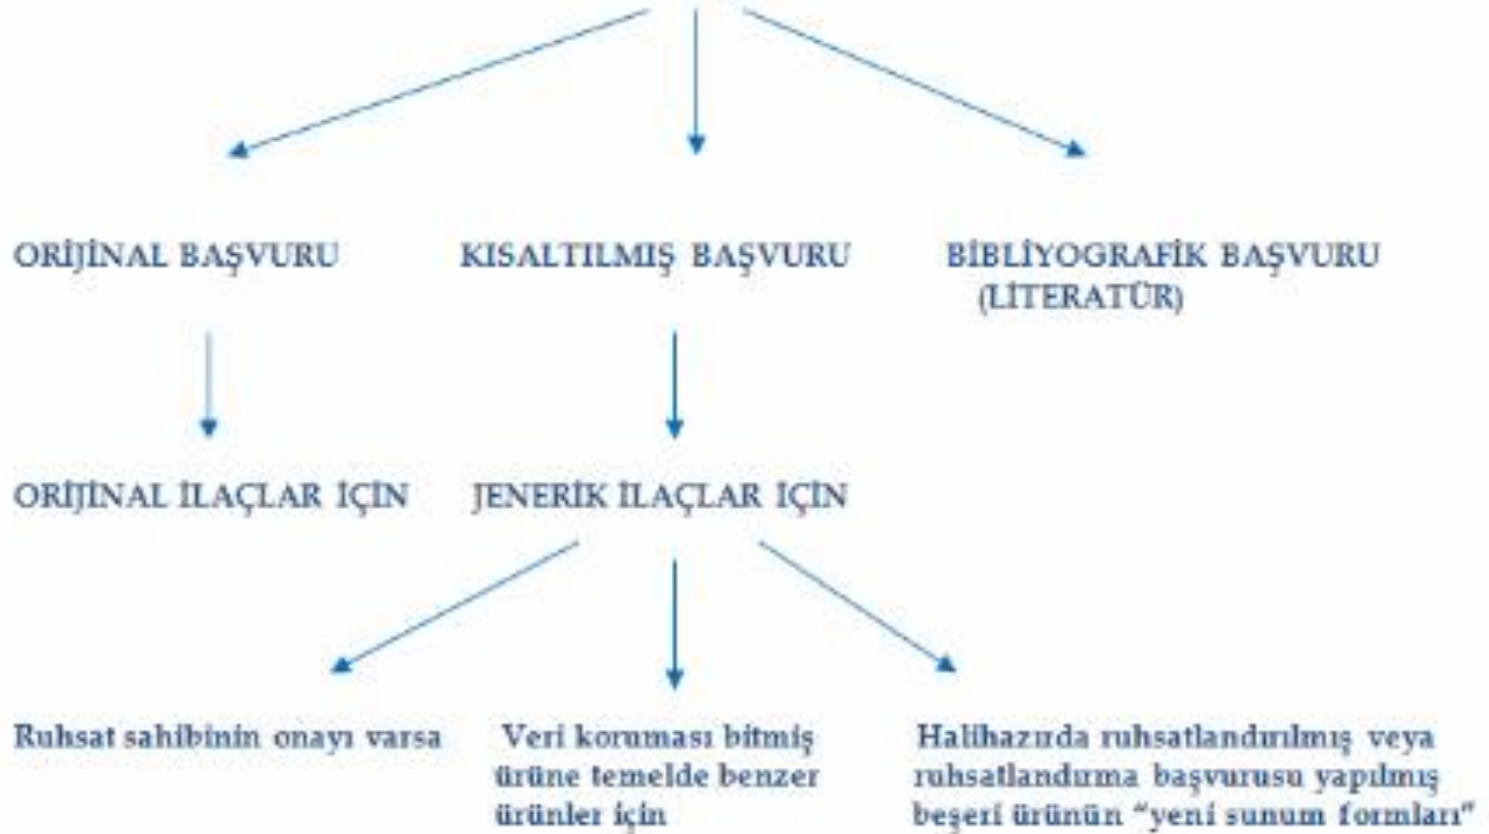 ORİJİNAL BAŞVURU
KISALTILMIŞ BAŞVURU
BİBLİYOGRAFİK BAŞVURU
(LİTERATÜR)
ORİJİNAL İLAÇLAR İÇİN
JENERİK İLAÇLAR İÇİN
Ruhsat sahibinin onayı varsa
Veri koruması bitmiş
ürüne temelde benzer
ürünler için
Halihazırda ruhsatlandırılmış veya
ruhsatlandırma başvurusu yapılmış
beşeri ürünün “yeni sunum formları”